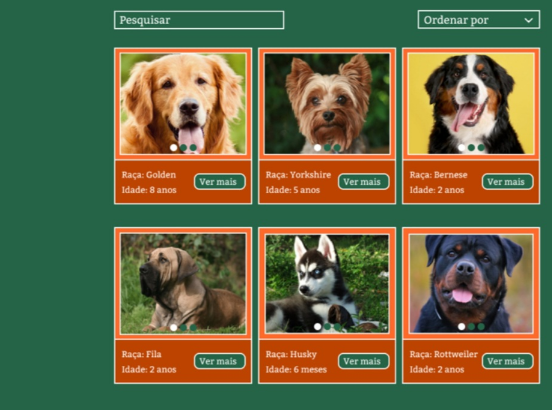 Pesquisar
Ordenar por
Raça: Golden
Idade: 8 anos
Ver mais
Raça: Yorkshire
Idade: 5 anos
Ver mais
Raça: Bernese
Idade: 2 anos
Ver mais
Raça: Fila
Idade: 2 anos
Ver mais
Raça: Husky
Idade: 6 meses
Ver mais
Raça: Rottweiler
Idade: 2 anos
Ver mais